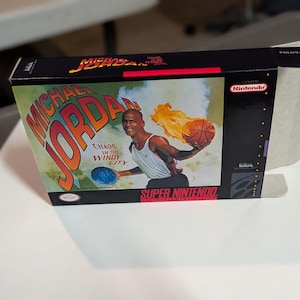 MICHAEL
JORDAN
MICHAEL
JORDAN
CHAOS
IN THE
WINDY
CITY
Nintendo
SUPER NINTENDO